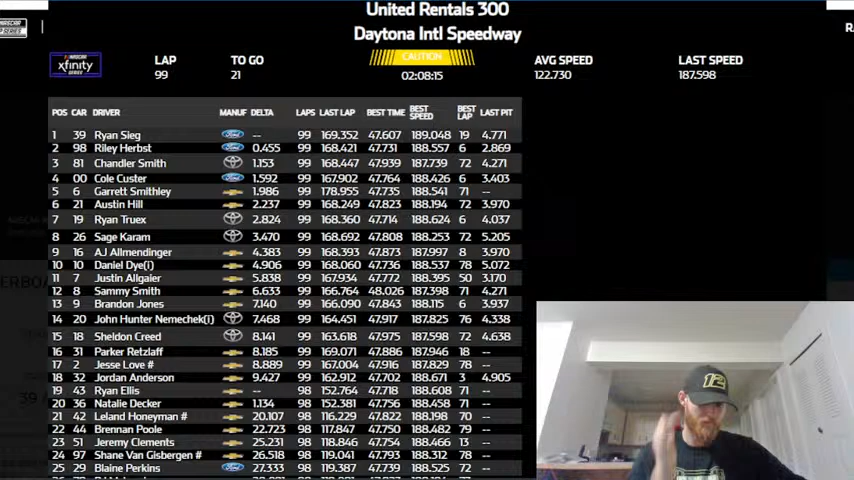 United Rentals 300
Daytona Intl Speedway
NASCAR
xfinity
SERIES
LAP
99
TO GO
21
CAUTION
02:08:15
AVG SPEED
122.730
LAST SPEED
187.598
POS CAR DRIVER MANUF DELTA LAPS LAST LAP BEST TIME BEST SPEED BEST LAP LAST PIT
1 39 Ryan Sieg Ford -- 99 169.352 47.607 189.048 19 4.771
2 98 Riley Herbst Ford 0.455 99 168.421 47.731 188.557 6 2.869
3 81 Chandler Smith 1.153 99 168.447 47.939 187.739 72 4.271
4 00 Cole Custer Ford 1.592 99 167.902 47.764 188.426 6 3.403
5 6 Garrett Smithley 1.986 99 178.955 47.735 188.541 71 --
6 21 Austin Hill 2.237 99 168.249 47.823 188.194 72 3.970
7 19 Ryan Truex 2.824 99 168.360 47.714 188.624 6 4.037
8 26 Sage Karam 3.470 99 168.692 47.808 188.253 72 5.205
9 16 AJ Allmendinger 4.383 99 168.393 47.873 187.997 8 3.970
10 10 Daniel Dye(i) 4.906 99 168.060 47.736 188.537 78 5.072
11 7 Justin Allgaier 5.838 99 167.934 47.772 188.395 50 3.170
12 8 Sammy Smith 6.633 99 166.764 48.026 187.398 71 4.271
13 9 Brandon Jones 7.140 99 166.090 47.843 188.115 6 3.937
14 20 John Hunter Nemechek(i) 7.468 99 164.451 47.917 187.825 76 4.338
15 18 Sheldon Creed 8.141 99 163.618 47.975 187.598 72 4.638
16 31 Parker Retzlaff 8.185 99 169.071 47.886 187.946 18 --
17 2 Jesse Love # 8.889 99 167.004 47.916 187.829 78 --
18 32 Jordan Anderson 9.427 99 162.912 47.702 188.671 3 4.905
19 43 Ryan Ellis -- 98 152.764 47.718 188.608 71 --
20 36 Natalie Decker 1.134 98 152.381 47.756 188.458 71 --
21 42 Leland Honeyman # 20.107 98 116.229 47.822 188.198 70 --
22 44 Brennan Poole 22.723 98 117.847 47.750 188.482 79 --
23 51 Jeremy Clements 25.231 98 118.846 47.754 188.466 13 --
24 97 Shane Van Gisbergen # 26.518 98 119.041 47.793 188.312 78 --
25 29 Blaine Perkins Ford 27.333 98 119.387 47.739 188.525 72 --
12